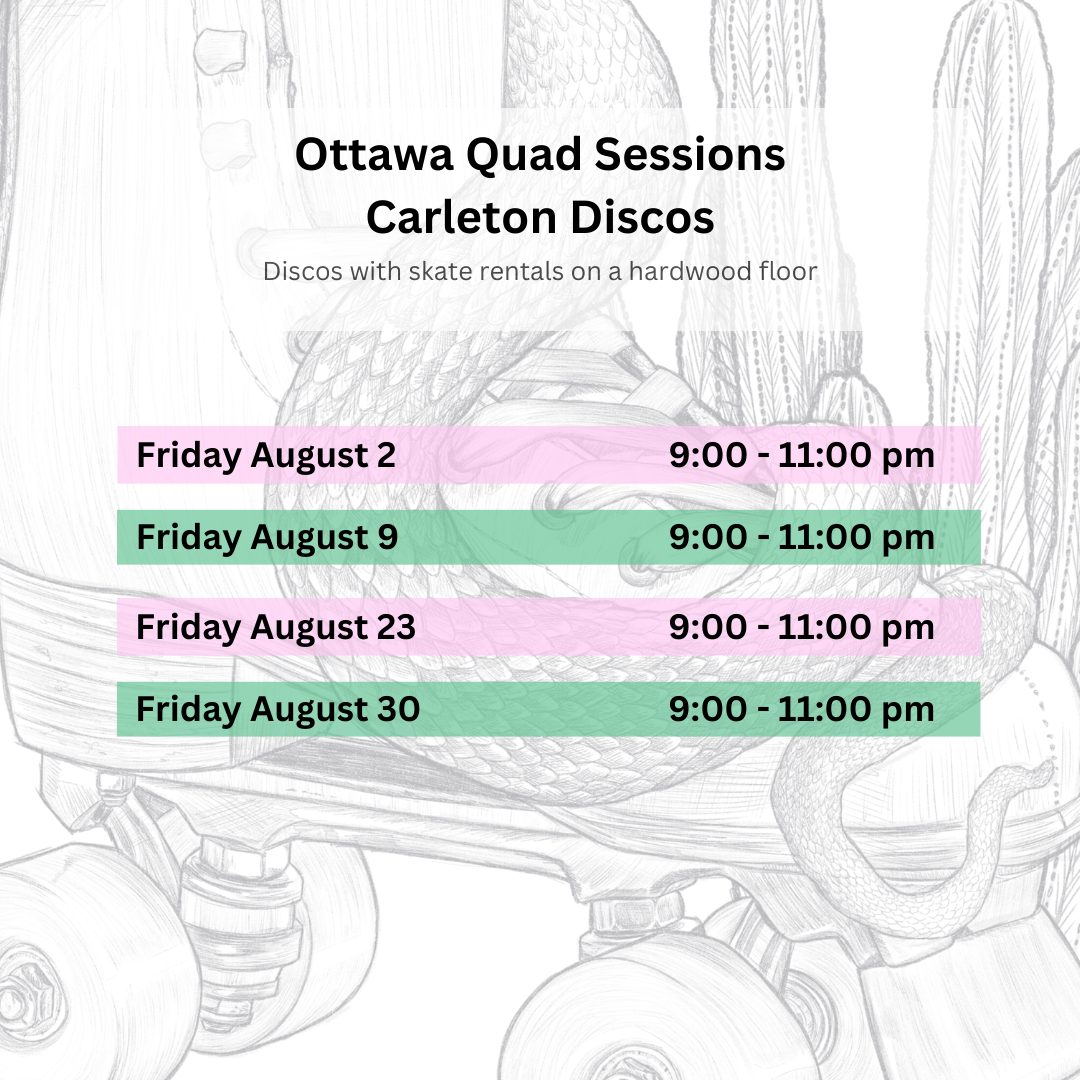 Ottawa Quad Sessions
Carleton Discos
Discos with skate rentals on a hardwood floor
Friday August 2 9:00 - 11:00 pm
Friday August 9 9:00 - 11:00 pm
Friday August 23 9:00 - 11:00 pm
Friday August 30 9:00 - 11:00 pm